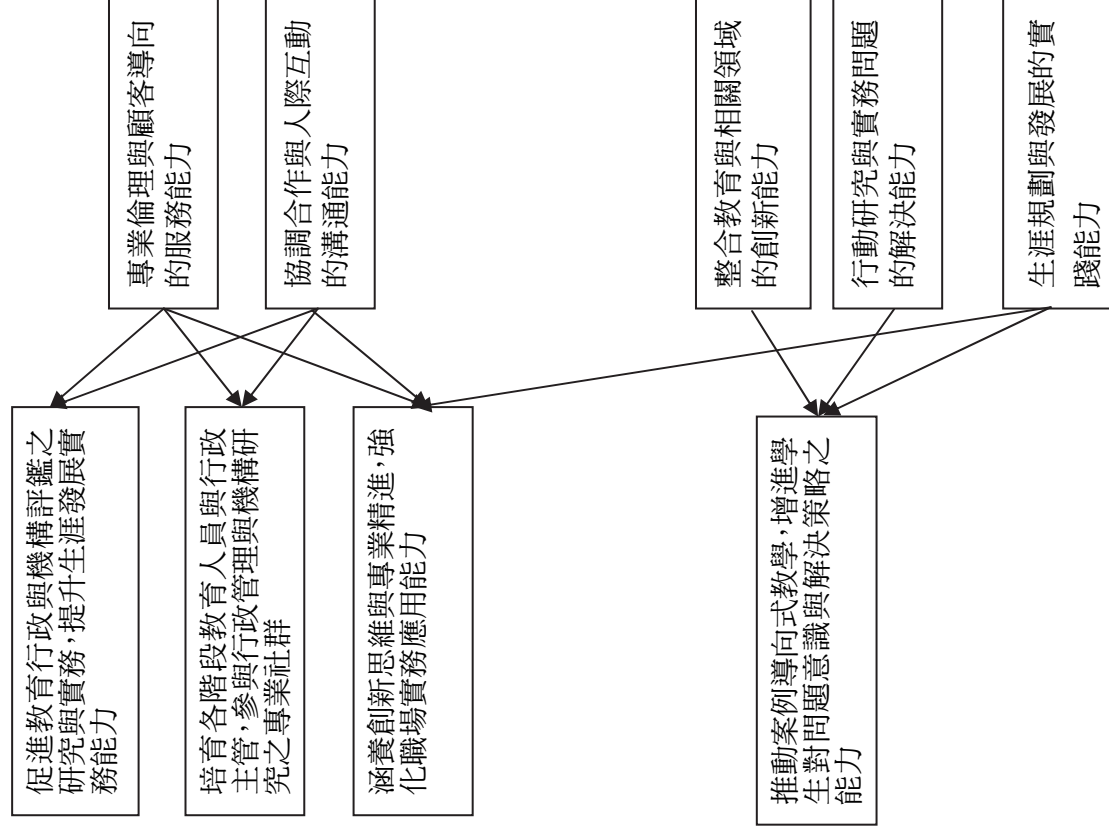 專業倫理與顧客導向
的服務能力
協調合作與人際互動
的溝通能力
整合教育與相關領域
的創新能力
行動研究與實務問題
的解決能力
生涯規劃與發展的實
踐能力
促進教育行政與機構評鑑之
研究與實務，提升生涯發展實
務能力
培育各階段教育人員與行政
主管，參與行政管理與機構研
究之專業社群
涵養創新思維與專業精進，強
化職場實務應用能力
推動案例導向式教學，增進學
生對問題意識與解決策略之
能力